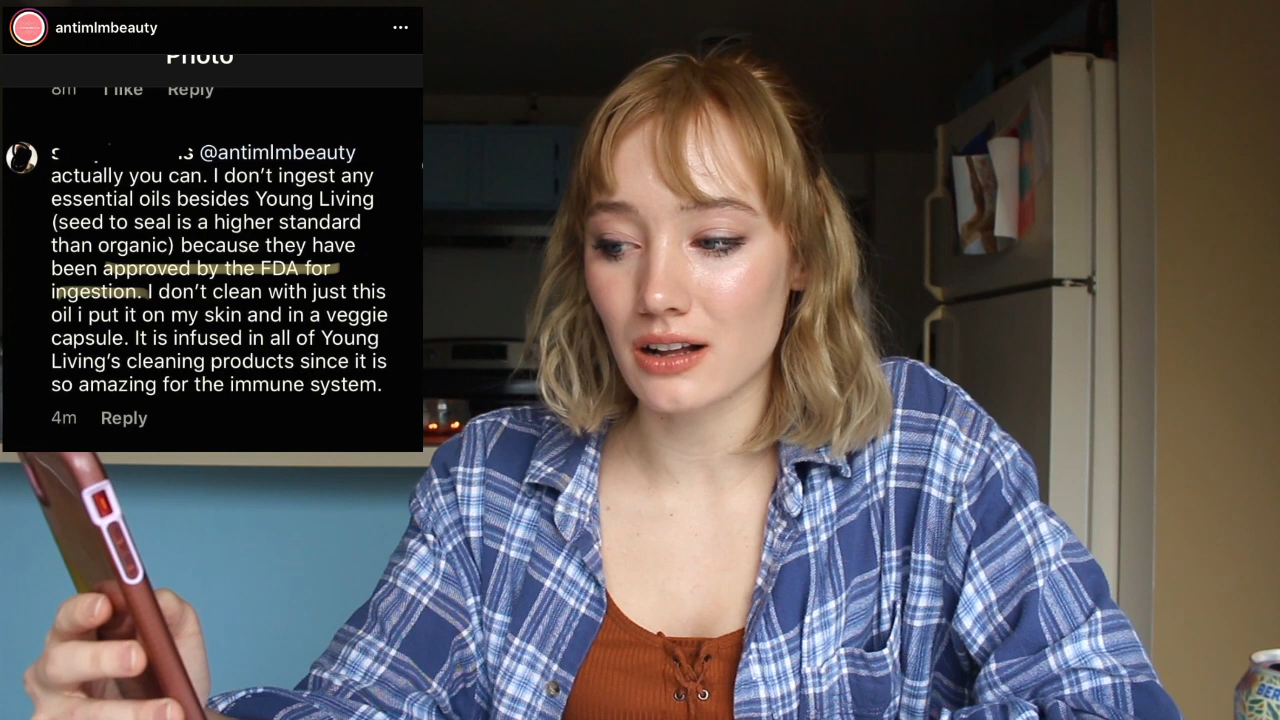 antimlmbeauty
Photo
8m 1 like Reply
@antimlmbeauty
actually you can. I don’t ingest any
essential oils besides Young Living
(seed to seal is a higher standard
than organic) because they have
been approved by the FDA for
ingestion. I don’t clean with just this
oil i put it on my skin and in a veggie
capsule. It is infused in all of Young
Living’s cleaning products since it is
so amazing for the immune system.
4m Reply